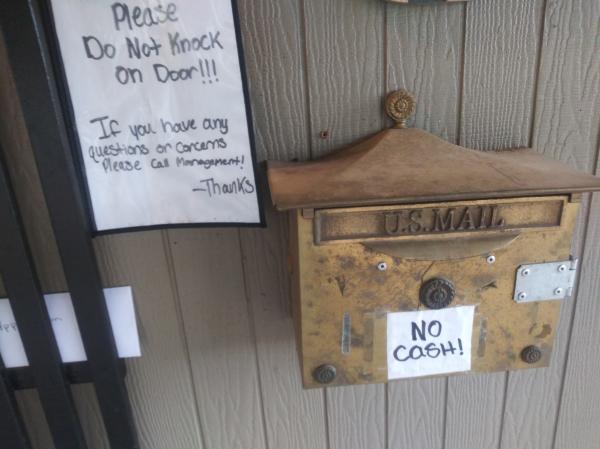 Please
Do Not Knock
on Door!!!
If you have any
questions or concerns
Please Call Management!
-Thanks
U.S. MAIL
NO
CASH!